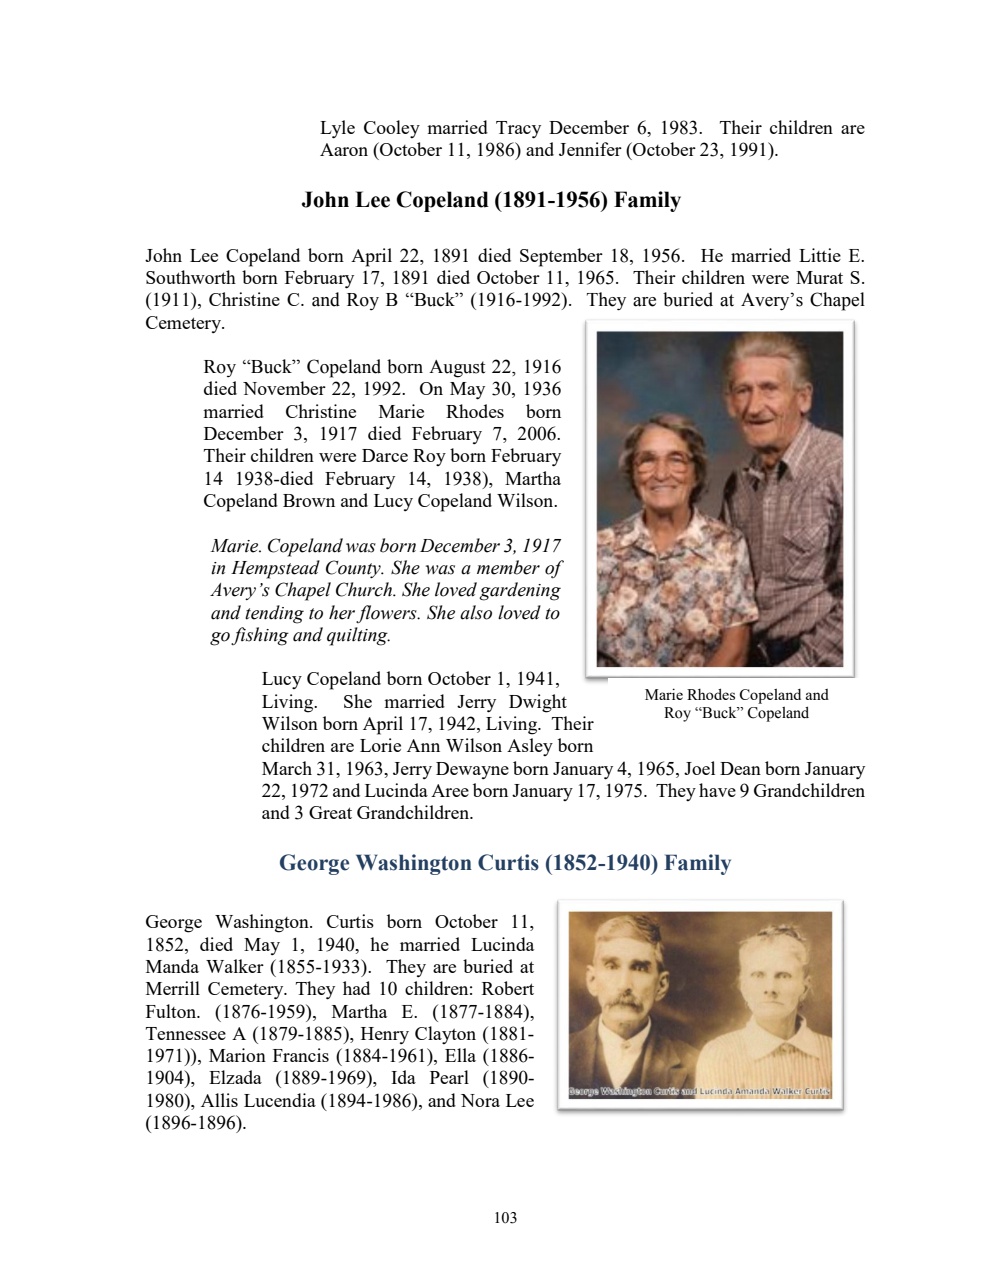 Lyle Cooley married Tracy December 6, 1983.  Their children are
Aaron (October 11, 1986) and Jennifer (October 23, 1991).
John Lee Copeland (1891-1956) Family
John Lee Copeland born April 22, 1891 died September 18, 1956.  He married Littie E.
Southworth born February 17, 1891 died October 11, 1965.  Their children were Murat S.
(1911), Christine C. and Roy B “Buck” (1916-1992).  They are buried at Avery’s Chapel
Cemetery.
Roy “Buck” Copeland born August 22, 1916
died November 22, 1992.  On May 30, 1936
married Christine Marie Rhodes born
December 3, 1917 died February 7, 2006.
Their children were Darce Roy born February
14 1938-died February 14, 1938), Martha
Copeland Brown and Lucy Copeland Wilson.
Marie. Copeland was born December 3, 1917
in Hempstead County. She was a member of
Avery’s Chapel Church. She loved gardening
and tending to her flowers. She also loved to
go fishing and quilting.
Marie Rhodes Copeland and
Roy “Buck” Copeland
Lucy Copeland born October 1, 1941,
Living.   She married Jerry Dwight
Wilson born April 17, 1942, Living.  Their
children are Lorie Ann Wilson Asley born
March 31, 1963, Jerry Dewayne born January 4, 1965, Joel Dean born January
22, 1972 and Lucinda Aree born January 17, 1975.  They have 9 Grandchildren
and 3 Great Grandchildren.
George Washington Curtis (1852-1940) Family
George Washington. Curtis born October 11,
1852, died May 1, 1940, he married Lucinda
Manda Walker (1855-1933).  They are buried at
Merrill Cemetery. They had 10 children: Robert
Fulton. (1876-1959), Martha E. (1877-1884),
Tennessee A (1879-1885), Henry Clayton (1881-
1971)), Marion Francis (1884-1961), Ella (1886-
1904), Elzada (1889-1969), Ida Pearl (1890-
1980), Allis Lucendia (1894-1986), and Nora Lee
(1896-1896).
George Washington Curtis and Lucinda Amanda Walker Curtis
103